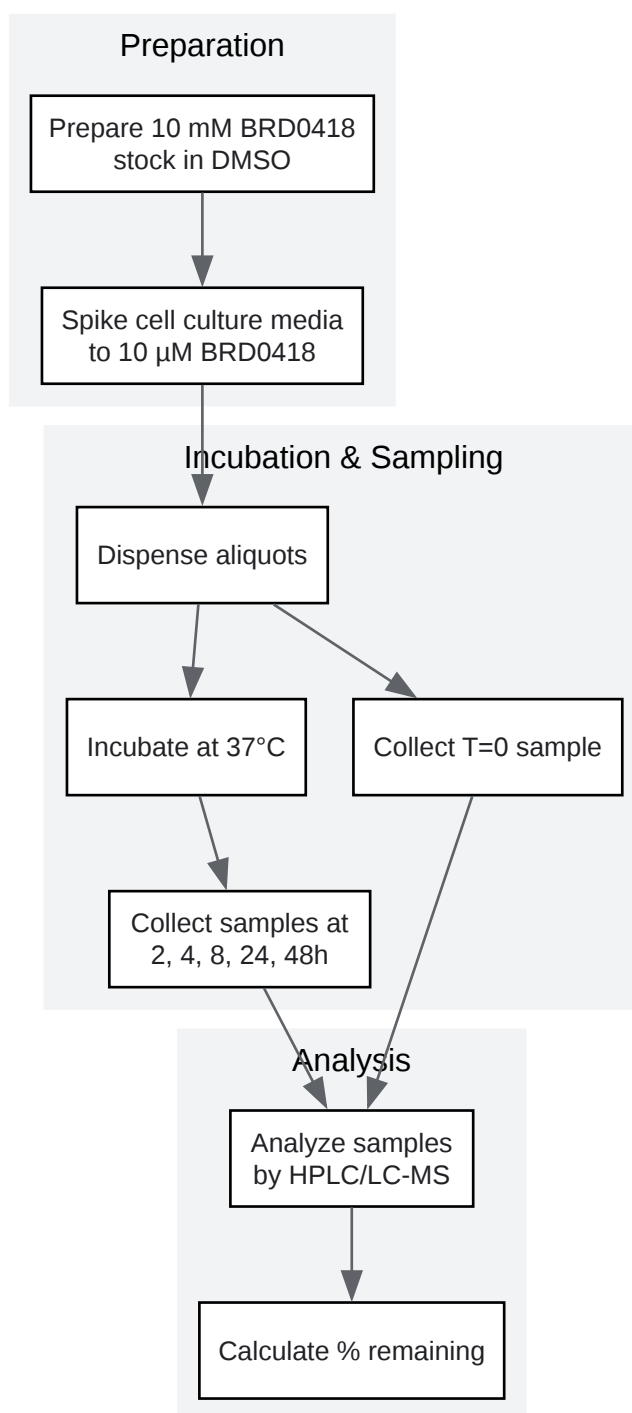 Preparation
Prepare 10 mM BRD0418
stock in DMSO
Spike cell culture media
to 10 µM BRD0418
Incubation & Sampling
Dispense aliquots
Incubate at 37°C
Collect T=0 sample
Collect samples at
2, 4, 8, 24, 48h
Analysis
Analyze samples
by HPLC/LC-MS
Calculate % remaining